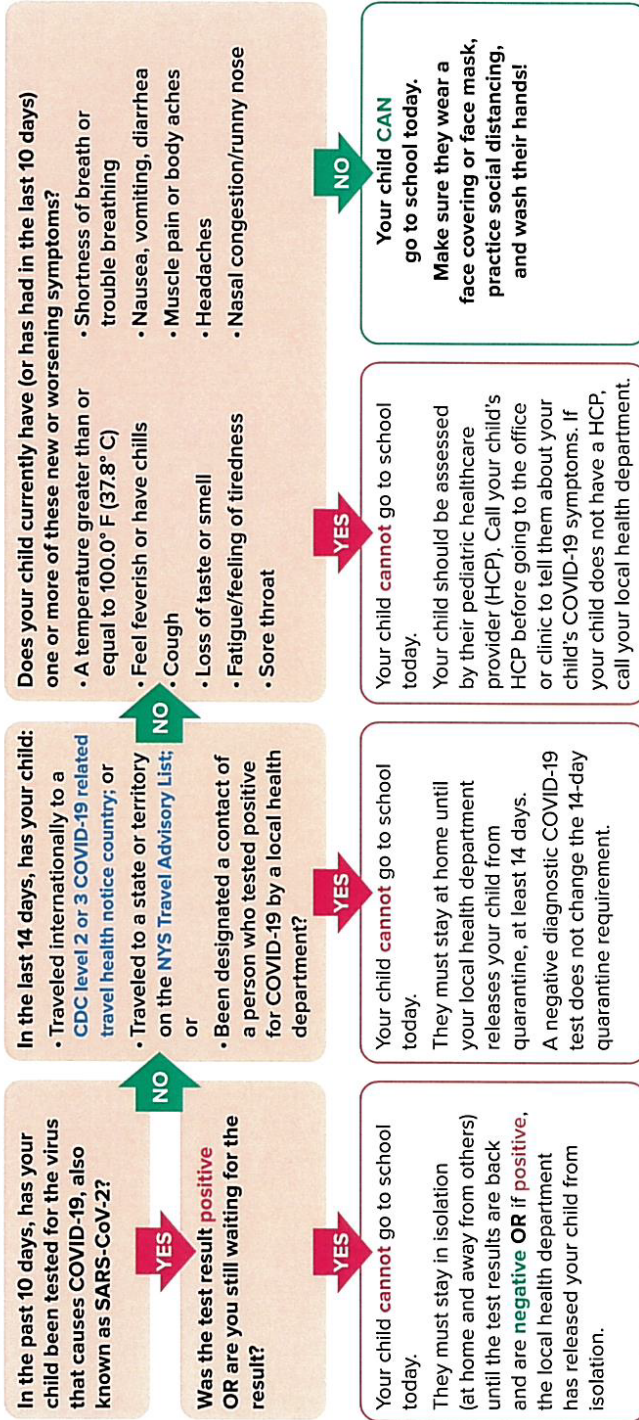 In the past 10 days, has your
child been tested for the virus
that causes COVID-19, also
known as SARS-CoV-2?
YES
Was the test result positive
OR are you still waiting for the
result?
NO
Your child cannot go to school
today.
They must stay in isolation
(at home and away from others)
until the test results are back
and are negative OR if positive,
the local health department
has released your child from
isolation.
In the last 14 days, has your child:
• Traveled internationally to a
CDC level 2 or 3 COVID-19 related
travel health notice country; or
• Traveled to a state or territory
on the NYS Travel Advisory List;
or
• Been designated a contact of
a person who tested positive
for COVID-19 by a local health
department?
NO
YES
Your child cannot go to school
today.
They must stay at home until
your local health department
releases your child from
quarantine, at least 14 days.
A negative diagnostic COVID-19
test does not change the 14-day
quarantine requirement.
Does your child currently have (or has had in the last 10 days)
one or more of these new or worsening symptoms?
• A temperature greater than or
equal to 100.0° F (37.8° C)
• Feel feverish or have chills
• Cough
• Loss of taste or smell
• Fatigue/feeling of tiredness
• Sore throat
• Shortness of breath or
trouble breathing
• Nausea, vomiting, diarrhea
• Muscle pain or body aches
• Headaches
• Nasal congestion/runny nose
YES
Your child cannot go to school
today.
Your child should be assessed
by their pediatric healthcare
provider (HCP). Call your child's
HCP before going to the office
or clinic to tell them about your
child's COVID-19 symptoms. If
your child does not have a HCP,
call your local health department.
NO
Your child CAN
go to school today.
Make sure they wear a
face covering or face mask,
practice social distancing,
and wash their hands!